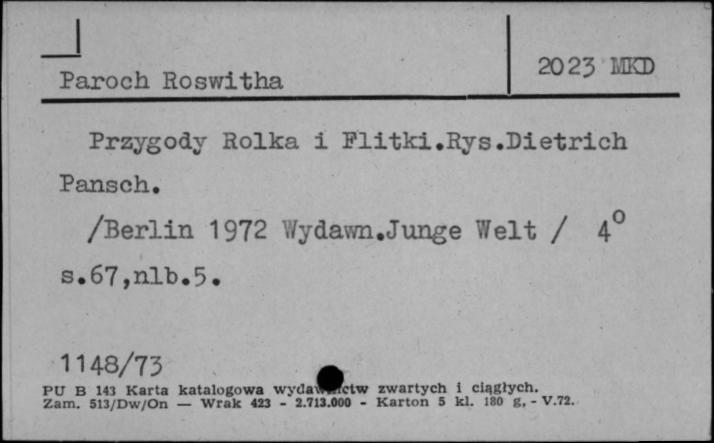 2023 MKD
Paroch Roswitha
Przygody Rolka i Flitki.Rys.Dietrich
Pansch.
/Berlin 1972 Wydawn.Junge Welt / 4°
s.67,nlb.5.
1148/73
PU B 143 Karta katalogowa wydawnictw zwartych i ciągłych.
Zam. 513/Dw/On — Wrak 423 - 2.713.000 - Karton 5 kl. 180 g. - V.72.